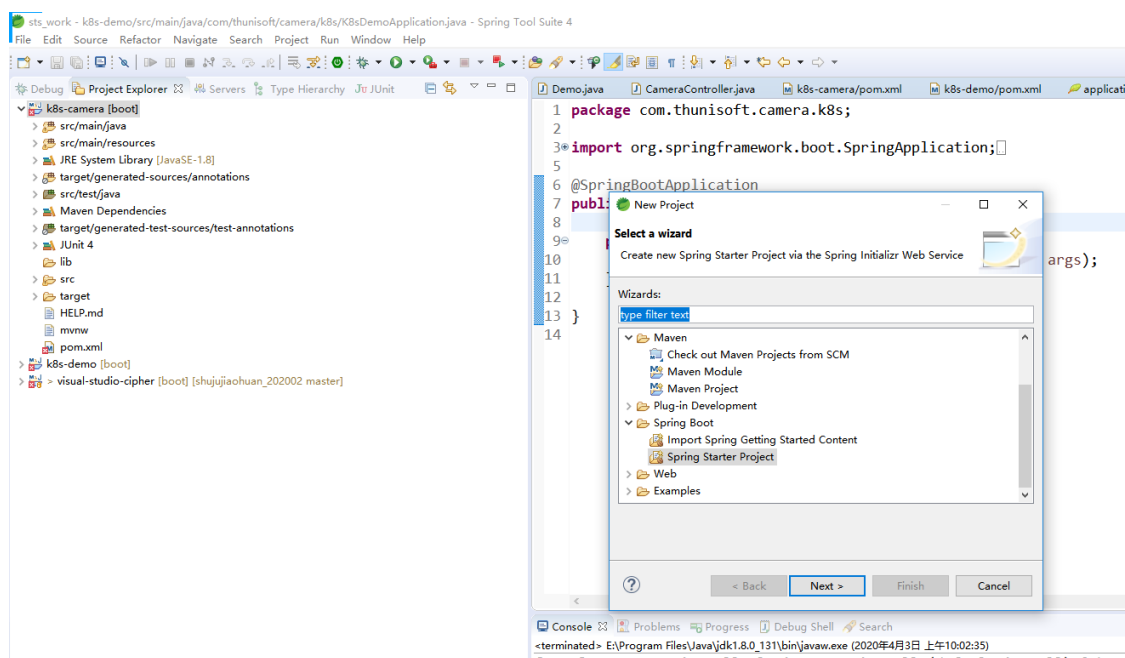 sts_work - k8s-demo/src/main/java/com/thunisoft/camera/k8s/K8sDemoApplication.java - Spring Tool Suite 4
File Edit Source Refactor Navigate Search Project Run Window Help
Debug Project Explorer Servers Type Hierarchy Ju JUnit
k8s-camera [boot]
src/main/java
src/main/resources
JRE System Library [JavaSE-1.8]
target/generated-sources/annotations
src/test/java
Maven Dependencies
target/generated-test-sources/test-annotations
JUnit 4
lib
src
target
HELP.md
mvnw
pom.xml
k8s-demo [boot]
> visual-studio-cipher [boot] [shujujiaohuan_202002 master]
Demo.java CameraController.java k8s-camera/pom.xml k8s-demo/pom.xml applicati
1 package com.thunisoft.camera.k8s;
2
3 import org.springframework.boot.SpringApplication;
5
6 @SpringBootApplication
7 publi
8
9 p
10 args);
11 }
12
13 }
14
New Project
Select a wizard
Create new Spring Starter Project via the Spring Initializr Web Service
Wizards:
type filter text
Maven
Check out Maven Projects from SCM
Maven Module
Maven Project
Plug-in Development
Spring Boot
Import Spring Getting Started Content
Spring Starter Project
Web
Examples
< Back Next > Finish Cancel
Console Problems Progress Debug Shell Search
<terminated> E:\Program Files\Java\jdk1.8.0_131\bin\javaw.exe (2020年4月3日 上午10:02:35)